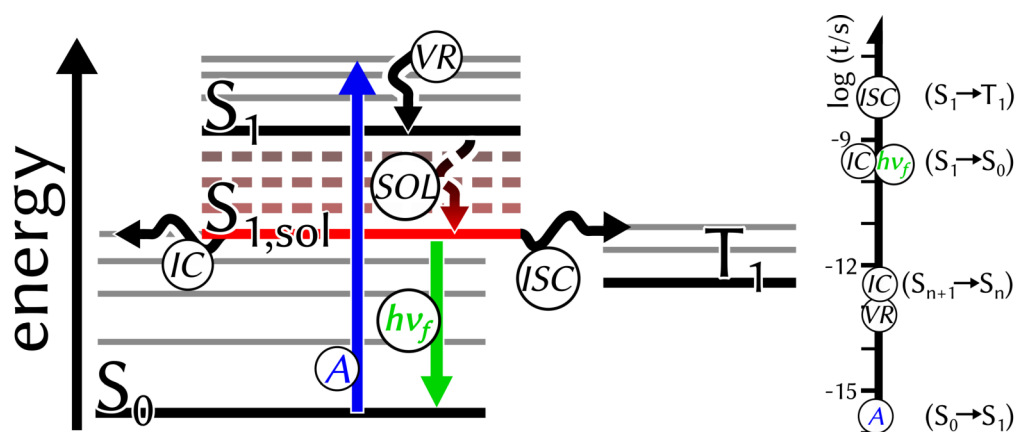 energy
VR
S1
SOL
S1,sol
IC
ISC
T1
hνf
A
S0
log (t/s)
ISC (S1→T1)
-9
IC hνf (S1→S0)
-12
IC (Sn+1→Sn)
VR
-15
A (S0→S1)